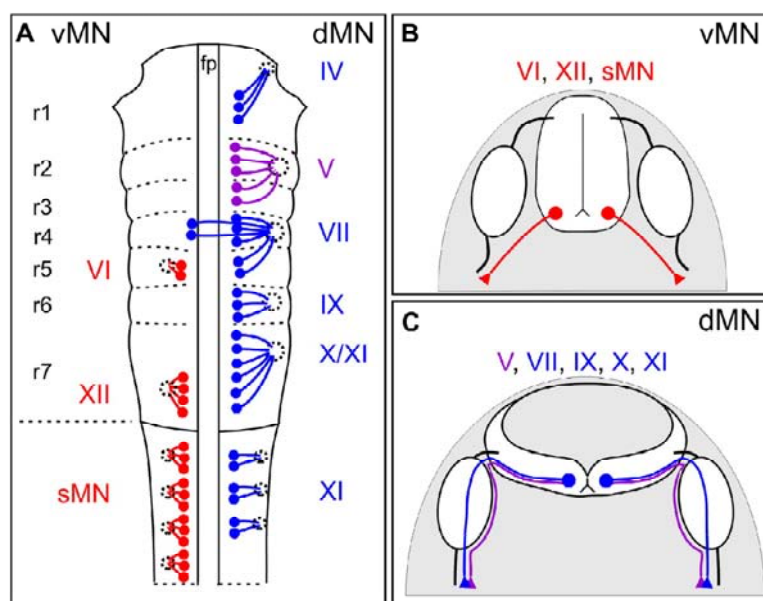 A vMN dMN
fp
IV
r1
r2
V
r3
r4
VII
r5
VI
r6
IX
X/XI
r7
XII
sMN
XI
B vMN
VI, XII, sMN
C dMN
V, VII, IX, X, XI